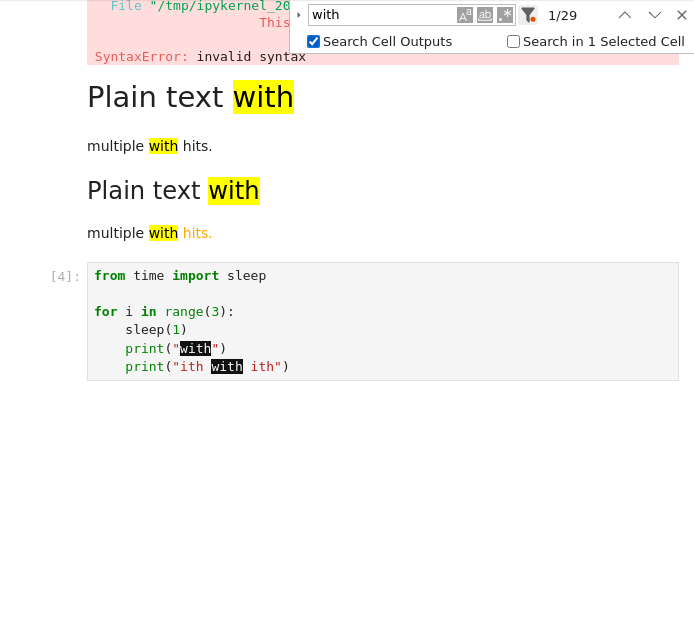 File "/tmp/ipykernel_20
with
1/29
This
Search Cell Outputs
Search in 1 Selected Cell
SyntaxError: invalid syntax
Plain text with
multiple with hits.
Plain text with
multiple with hits.
[4]:
from time import sleep
for i in range(3):
    sleep(1)
    print("with")
    print("ith with ith")